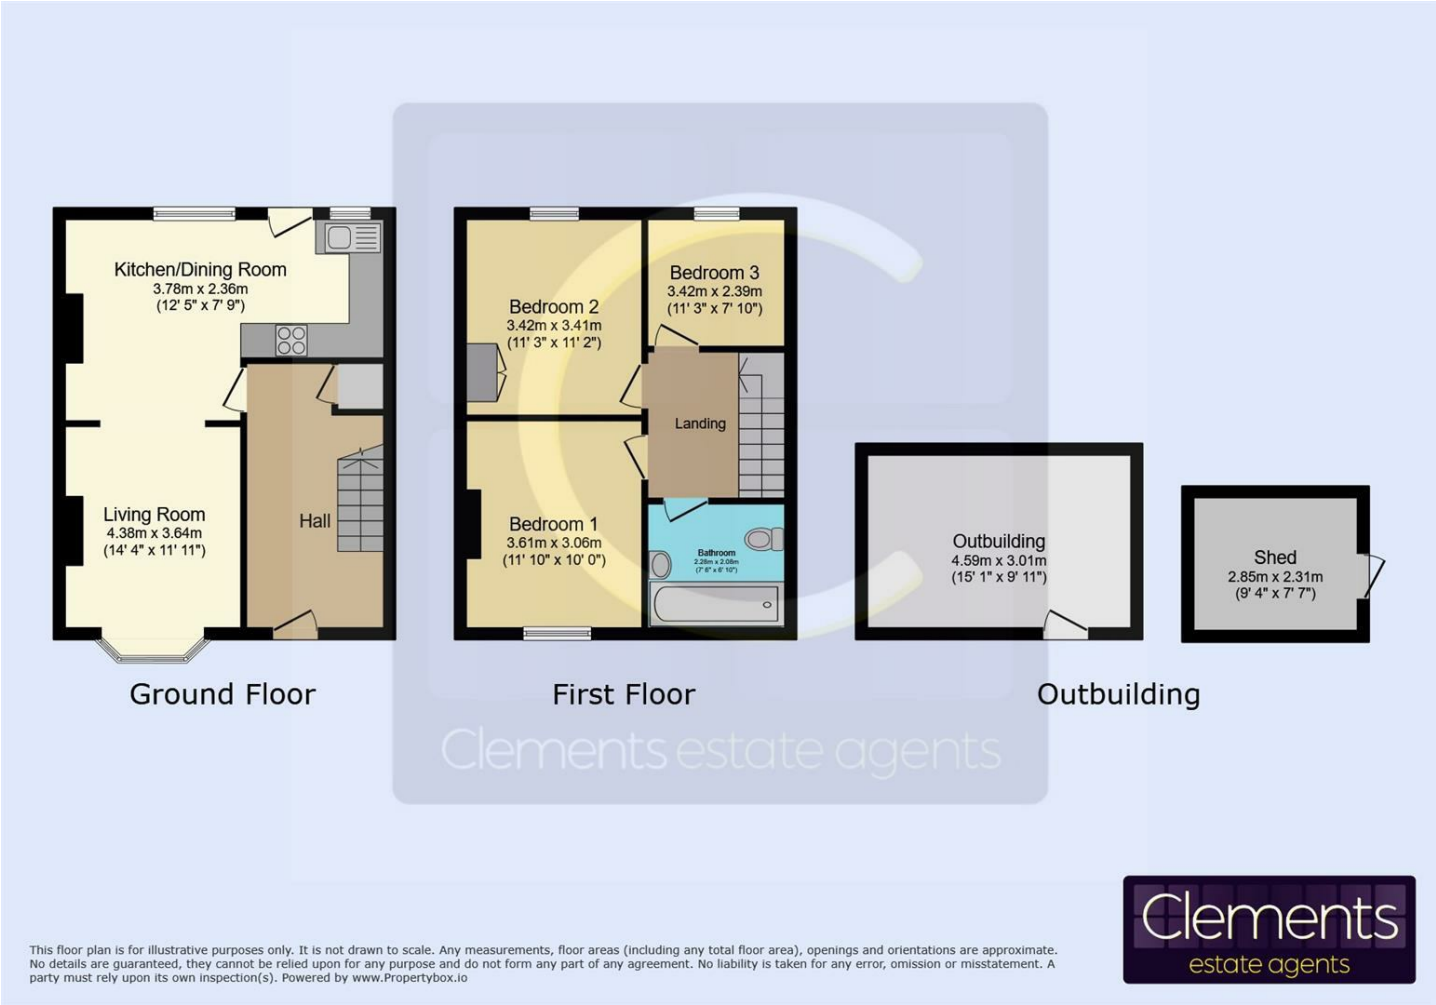 Kitchen/Dining Room
3.78m x 2.36m
(12' 5" x 7' 9")
Living Room
4.38m x 3.64m
(14' 4" x 11' 11")
Hall
Ground Floor
Bedroom 2
3.42m x 3.41m
(11' 3" x 11' 2")
Bedroom 3
3.42m x 2.39m
(11' 3" x 7' 10")
Landing
Bedroom 1
3.61m x 3.06m
(11' 10" x 10' 0")
Bathroom
2.28m x 2.08m
(7' 6" x 6' 10")
First Floor
Outbuilding
4.59m x 3.01m
(15' 1" x 9' 11")
Shed
2.85m x 2.31m
(9' 4" x 7' 7")
Outbuilding
Clements estate agents
This floor plan is for illustrative purposes only. It is not drawn to scale. Any measurements, floor areas (including any total floor area), openings and orientations are approximate.
No details are guaranteed, they cannot be relied upon for any purpose and do not form any part of any agreement. No liability is taken for any error, omission or misstatement. A
party must rely upon its own inspection(s). Powered by www.Propertybox.io
Clements
estate agents